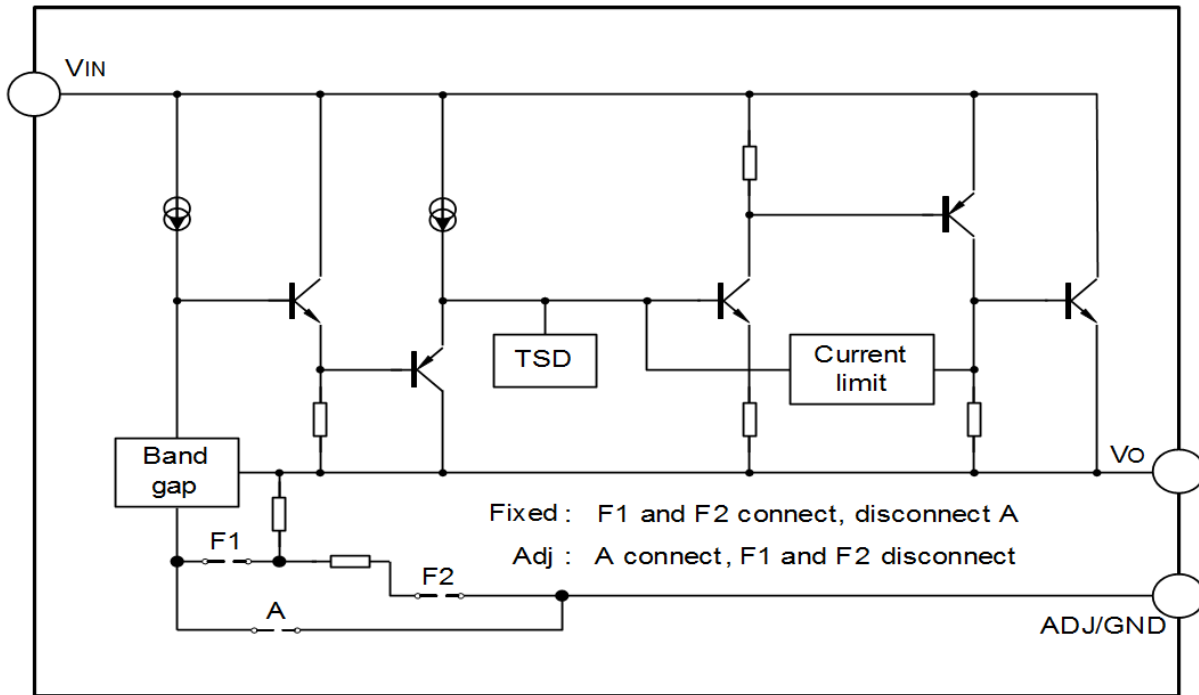 VIN
TSD
Current
limit
Band
gap
VO
Fixed : F1 and F2 connect, disconnect A
F1
Adj : A connect, F1 and F2 disconnect
F2
A
ADJ/GND